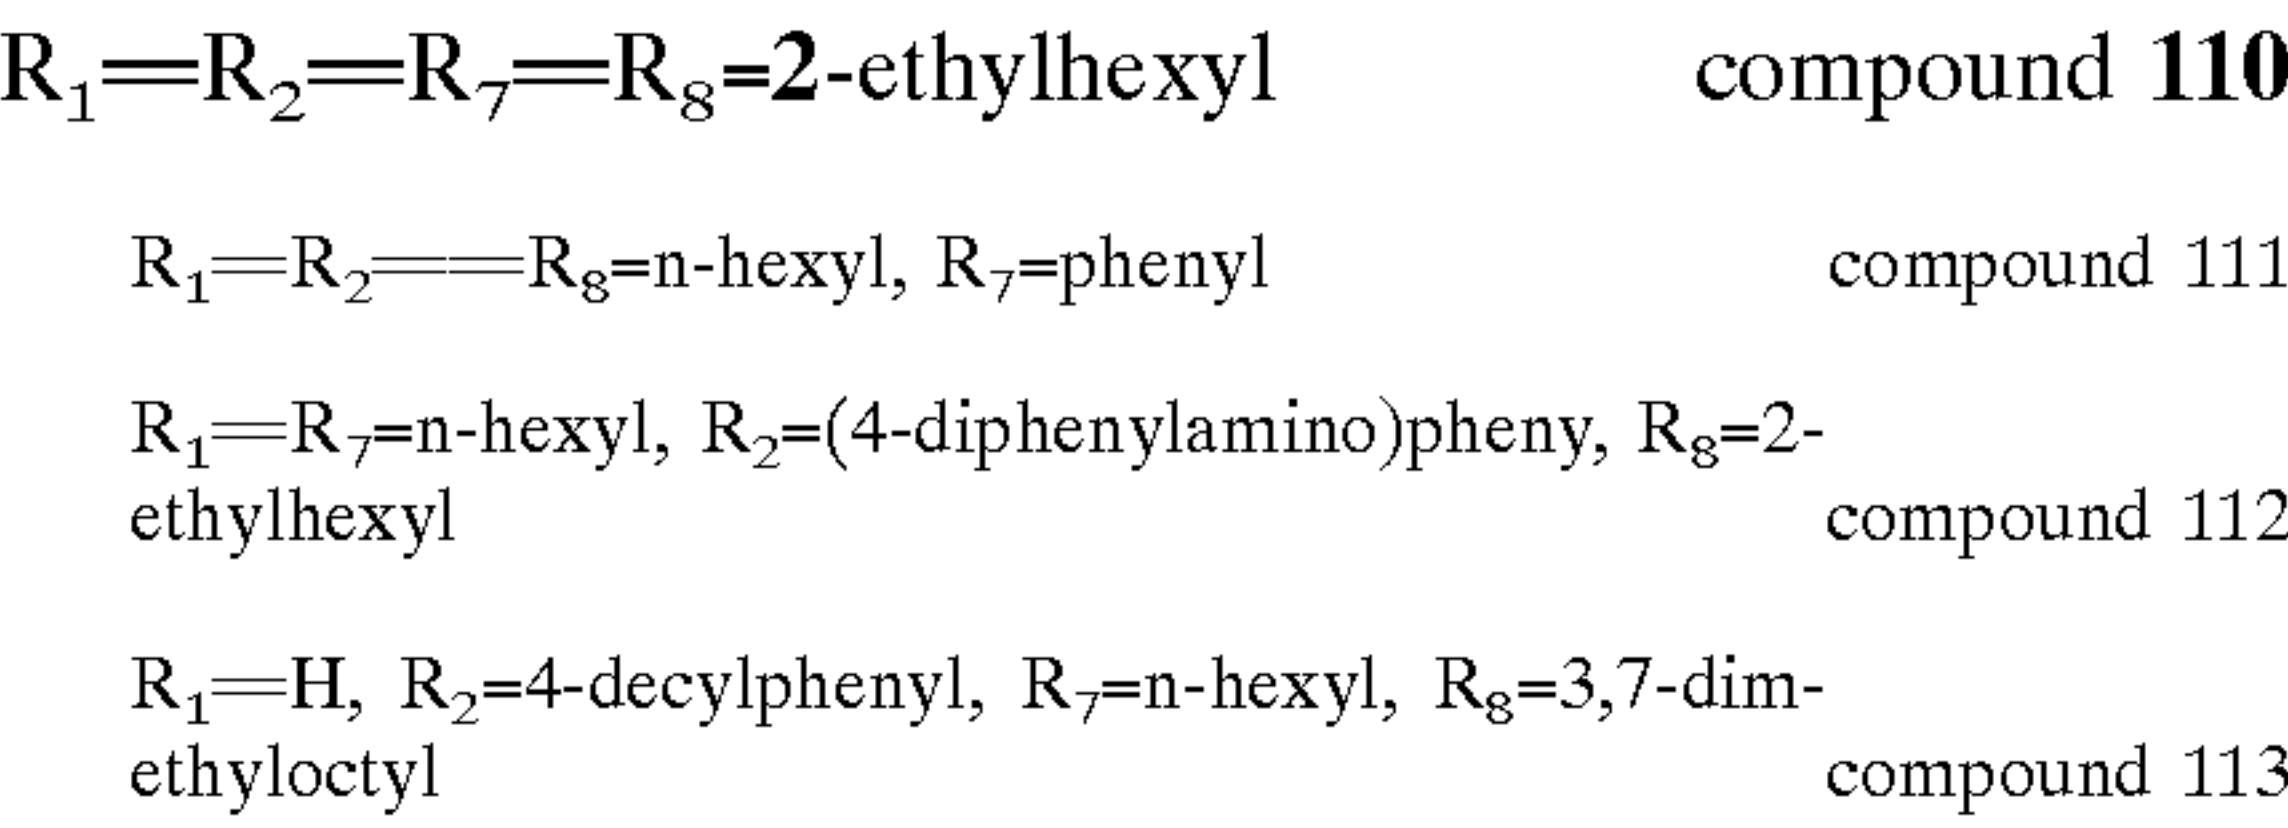 R₁═R₂═R₇═R₈=2-ethylhexyl compound 110
R₁═R₂══R₈=n-hexyl, R₇=phenyl compound 111
R₁═R₇=n-hexyl, R₂=(4-diphenylamino)pheny, R₈=2-
ethylhexyl compound 112
R₁═H, R₂=4-decylphenyl, R₇=n-hexyl, R₈=3,7-dim-
ethyloctyl compound 113